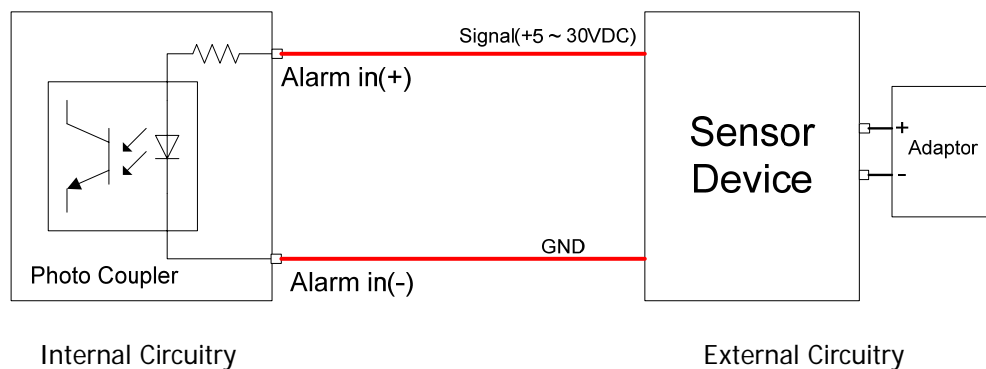 Signal(+5 ~ 30VDC)
Alarm in(+)
Sensor
Device
+
Adaptor
-
GND
Photo Coupler
Alarm in(-)
Internal Circuitry
External Circuitry